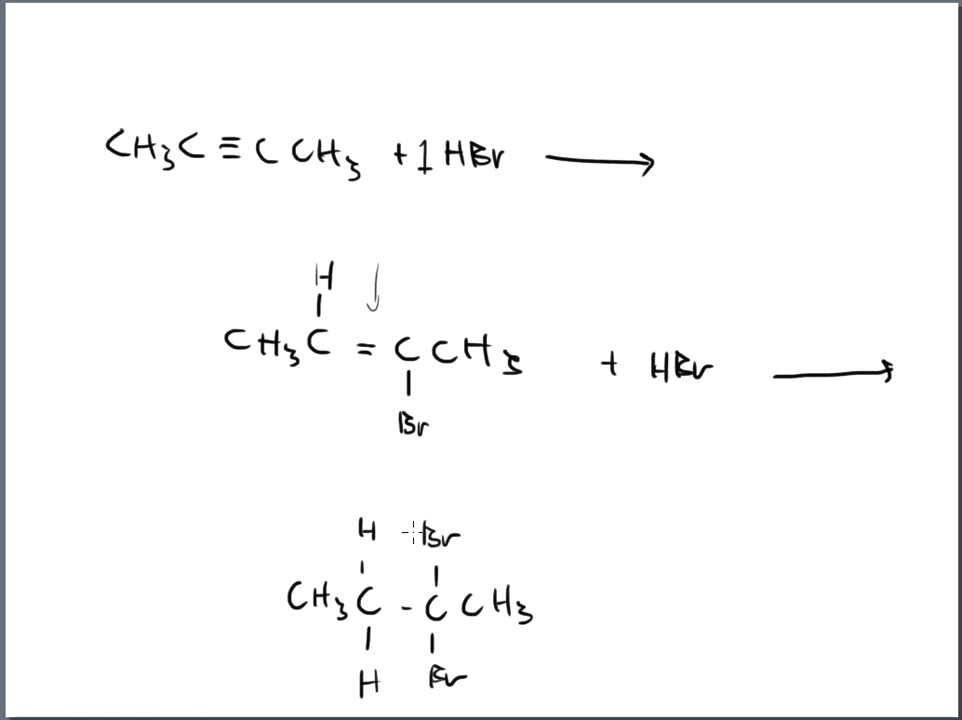 CH₃C ≡ C CH₃ + 1 HBr ⟶
H
CH₃C = C CH₃ + HBr ⟶
Br
H Br
CH₃C - C CH₃
H Br